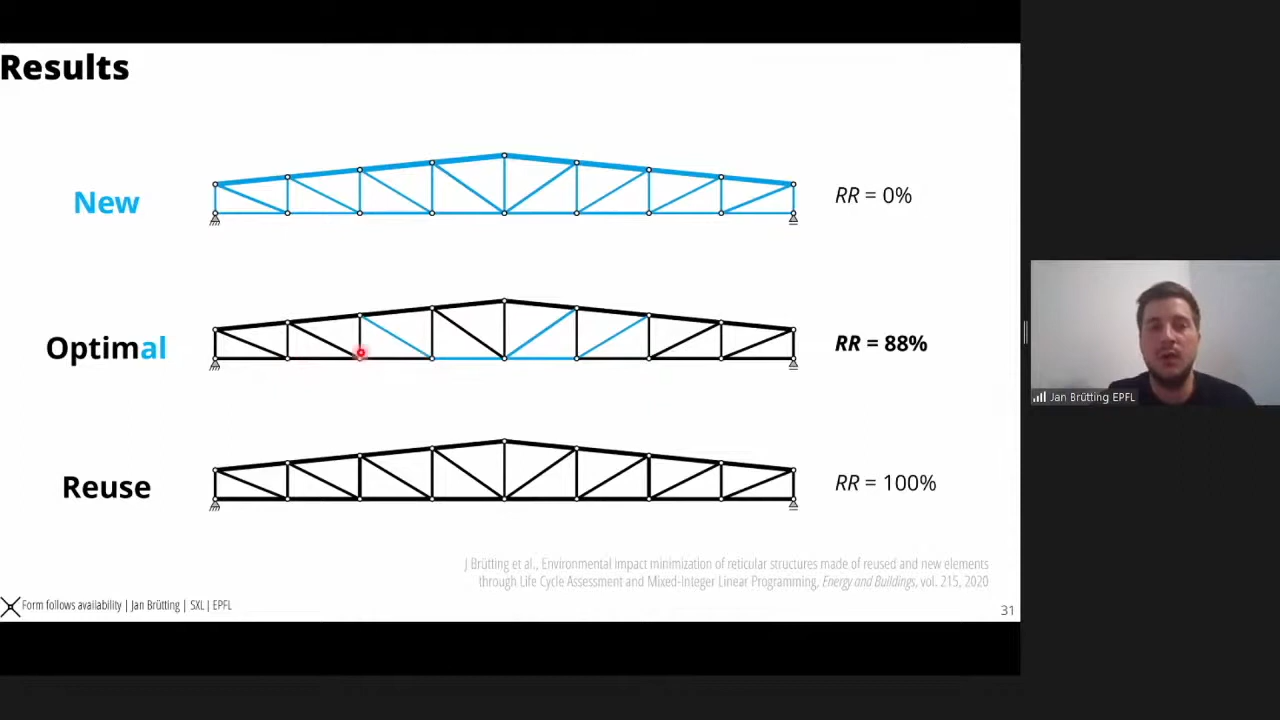 Results
New
RR = 0%
Optimal
RR = 88%
Reuse
RR = 100%
J Brütting et al., Environmental impact minimization of reticular structures made of reused and new elements
through Life Cycle Assessment and Mixed-Integer Linear Programming, Energy and Buildings, vol. 215, 2020
Form follows availability | Jan Brütting | SXL | EPFL
31
Jan Brütting EPFL